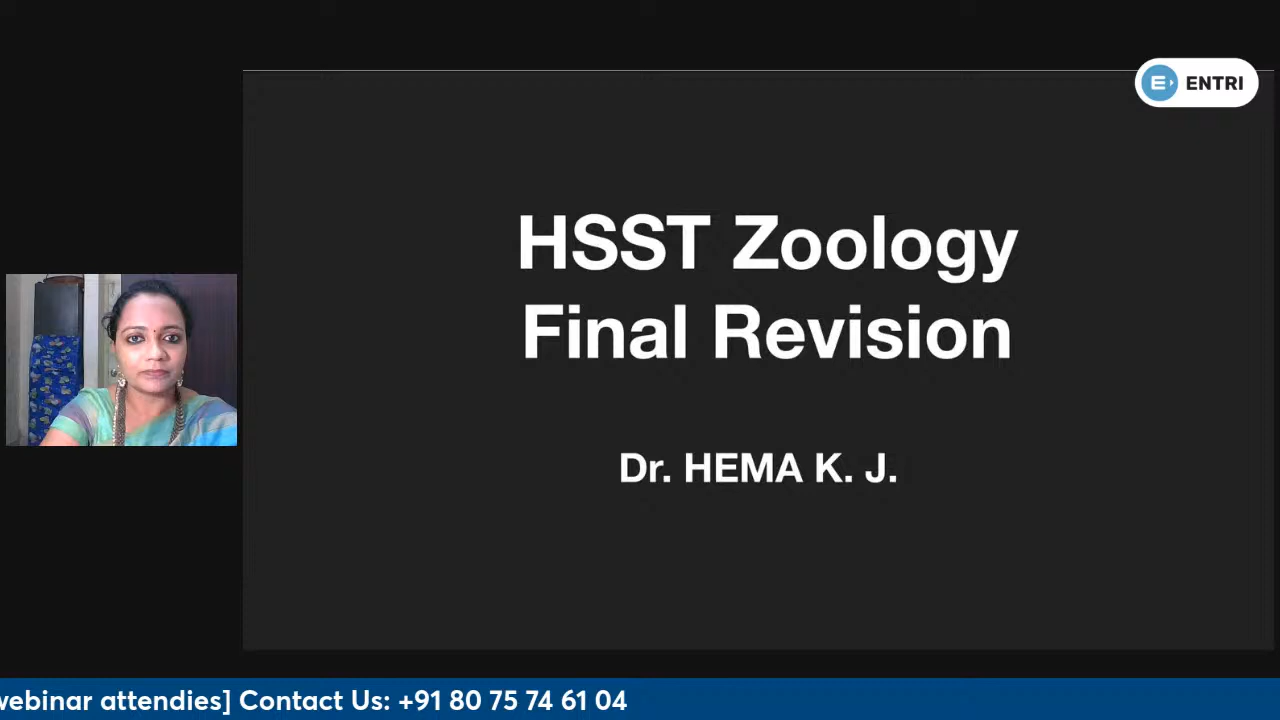 ENTRI
HSST Zoology
Final Revision
Dr. HEMA K. J.
webinar attendies] Contact Us: +91 80 75 74 61 04